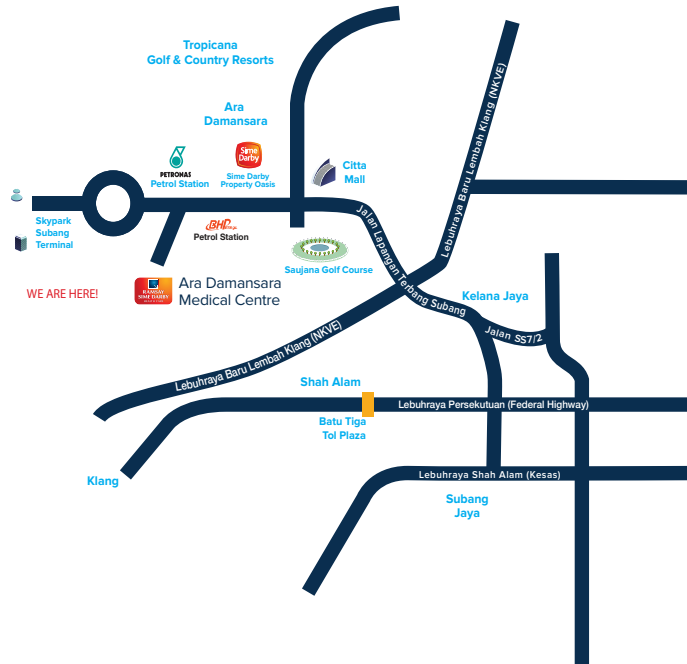 Tropicana
Golf & Country Resorts
Ara
Damansara
PETRONAS
Petrol Station
Sime
Darby
Sime Darby
Property Oasis
Citta
Mall
Skypark
Subang
Terminal
BHP
Petrol Station
Saujana Golf Course
WE ARE HERE!
RAMSAY
SIME DARBY
Ara Damansara
Medical Centre
Jalan Lapangan Terbang Subang
Lebuhraya Baru Lembah Klang (NKVE)
Kelana Jaya
Jalan SS7/2
Lebuhraya Baru Lembah Klang (NKVE)
Shah Alam
Lebuhraya Persekutuan (Federal Highway)
Batu Tiga
Tol Plaza
Klang
Lebuhraya Shah Alam (Kesas)
Subang
Jaya